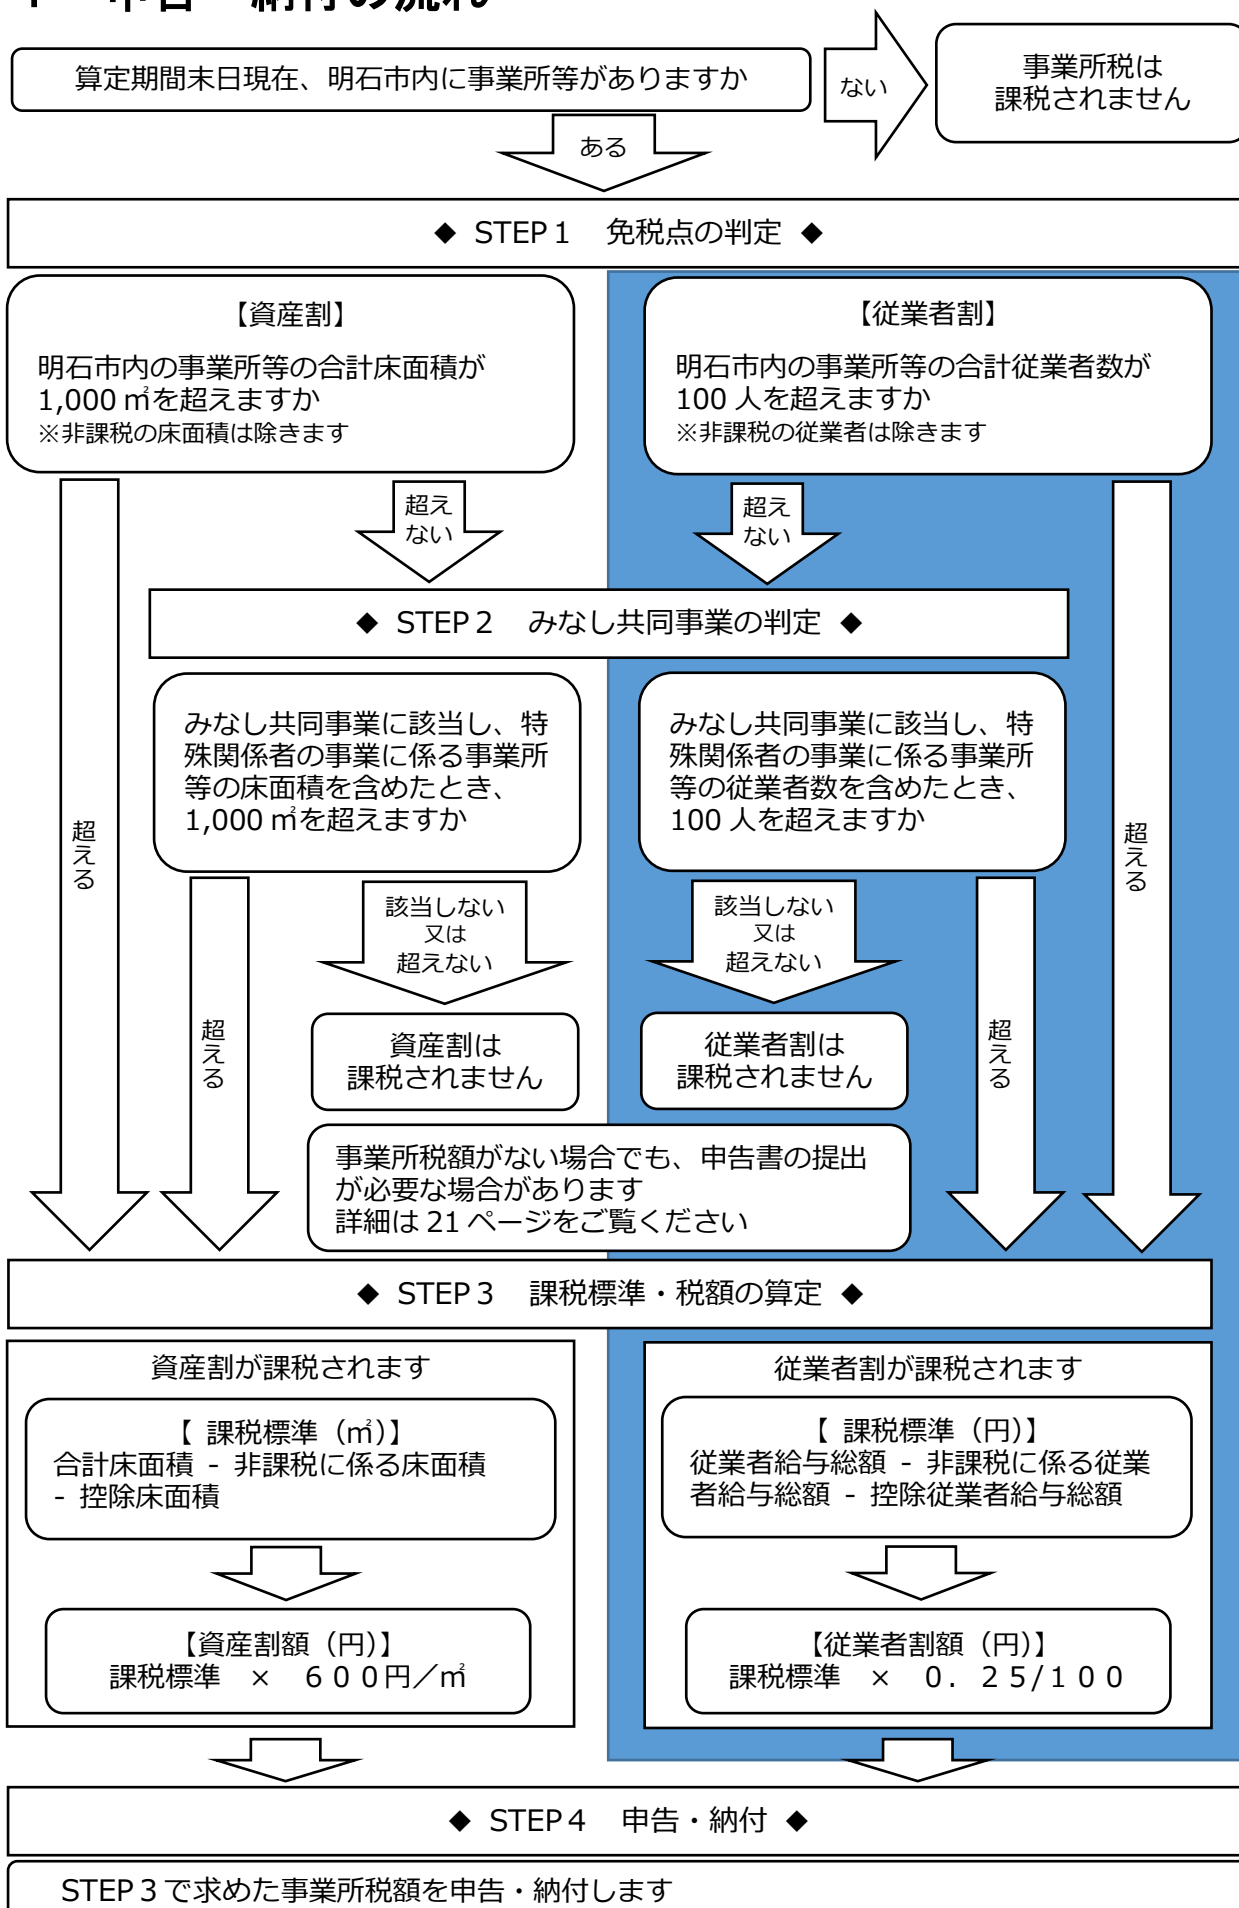 算定期間末日現在、明石市内に事業所等がありますか
ない
事業所税は
課税されません
ある
◆ STEP１ 免税点の判定 ◆
【資産割】
明石市内の事業所等の合計床面積が
1,000 ㎡を超えますか
※非課税の床面積は除きます
【従業者割】
明石市内の事業所等の合計従業者数が
100 人を超えますか
※非課税の従業者は除きます
超え
ない
超え
ない
◆ STEP２ みなし共同事業の判定 ◆
超える
みなし共同事業に該当し、特
殊関係者の事業に係る事業所
等の床面積を含めたとき、
1,000 ㎡を超えますか
みなし共同事業に該当し、特
殊関係者の事業に係る事業所
等の従業者数を含めたとき、
100 人を超えますか
超える
超える
該当しない
又は
超えない
該当しない
又は
超えない
超える
資産割は
課税されません
従業者割は
課税されません
事業所税額がない場合でも、申告書の提出
が必要な場合があります
詳細は 21 ページをご覧ください
◆ STEP３ 課税標準・税額の算定 ◆
資産割が課税されます
【 課税標準（㎡）】
合計床面積 - 非課税に係る床面積
- 控除床面積
【資産割額（円）】
課税標準 × ６００円／㎡
従業者割が課税されます
【 課税標準（円）】
従業者給与総額 - 非課税に係る従業
者給与総額 - 控除従業者給与総額
【従業者割額（円）】
課税標準 × ０．２５/１００
◆ STEP４ 申告・納付 ◆
STEP３で求めた事業所税額を申告・納付します